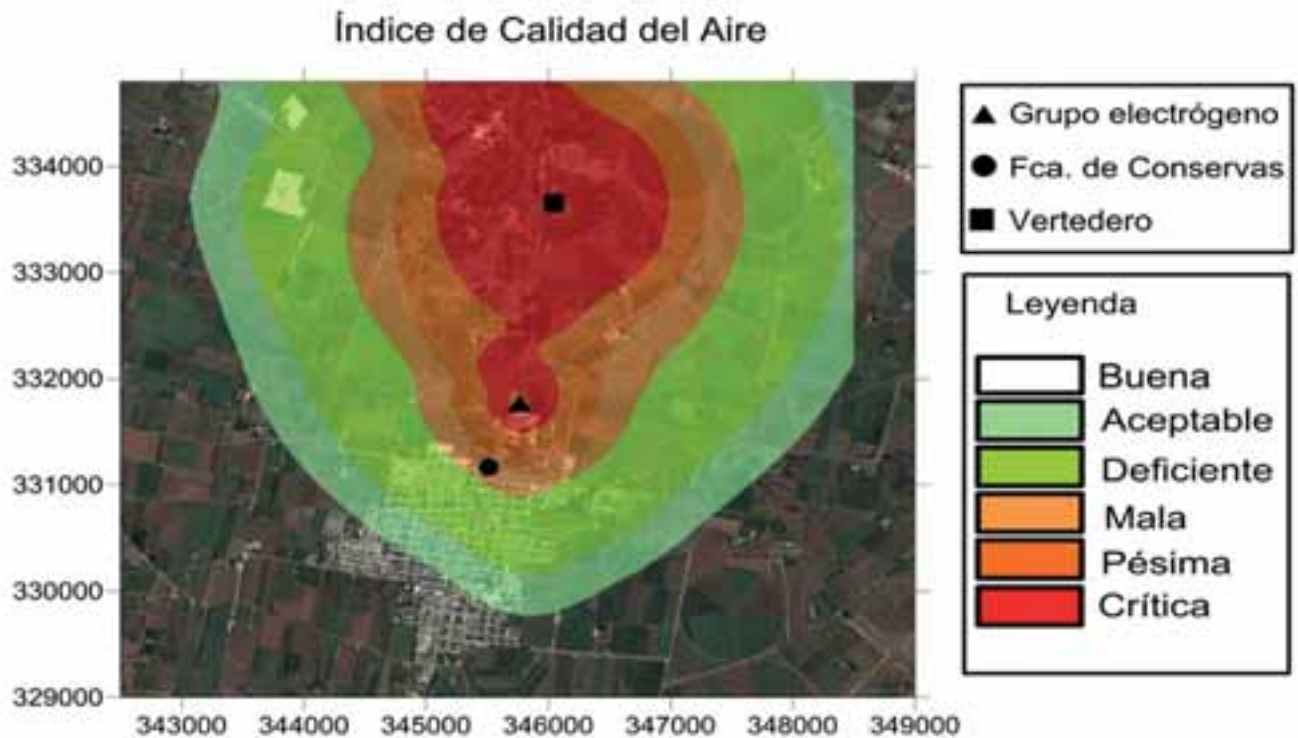 Índice de Calidad del Aire
334000
333000
332000
331000
330000
329000
343000 344000 345000 346000 347000 348000 349000
Grupo electrógeno
Fca. de Conservas
Vertedero
Leyenda
Buena
Aceptable
Deficiente
Mala
Pésima
Crítica